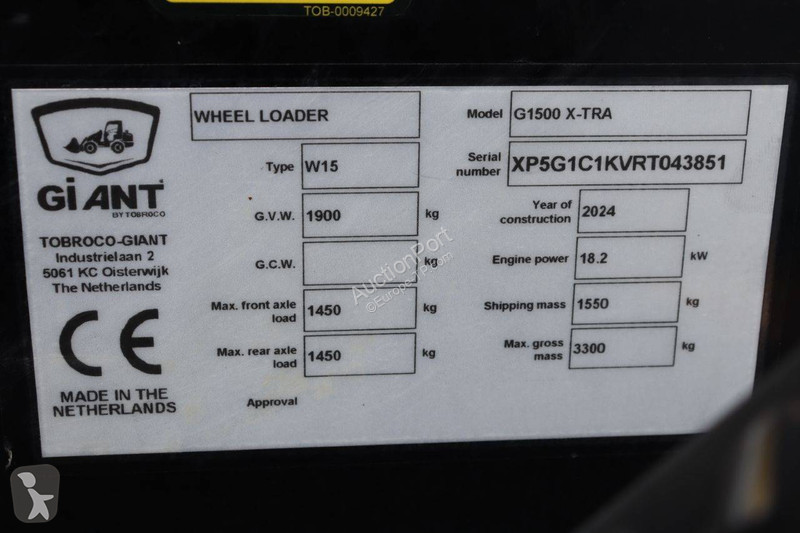 TOB-0009427
GiANT
BY TOBROCO
TOBROCO-GIANT
Industrielaan 2
5061 KC Oisterwijk
The Netherlands
CE
MADE IN THE
NETHERLANDS
WHEEL LOADER
Type W15
G.V.W. 1900 kg
G.C.W. kg
Max. front axle
load 1450 kg
Max. rear axle
load 1450 kg
Approval
Model G1500 X-TRA
Serial
number XP5G1C1KVRT043851
Year of
construction 2024
Engine power 18.2 kW
Shipping mass 1550 kg
Max. gross
mass 3300 kg
AuctionPort